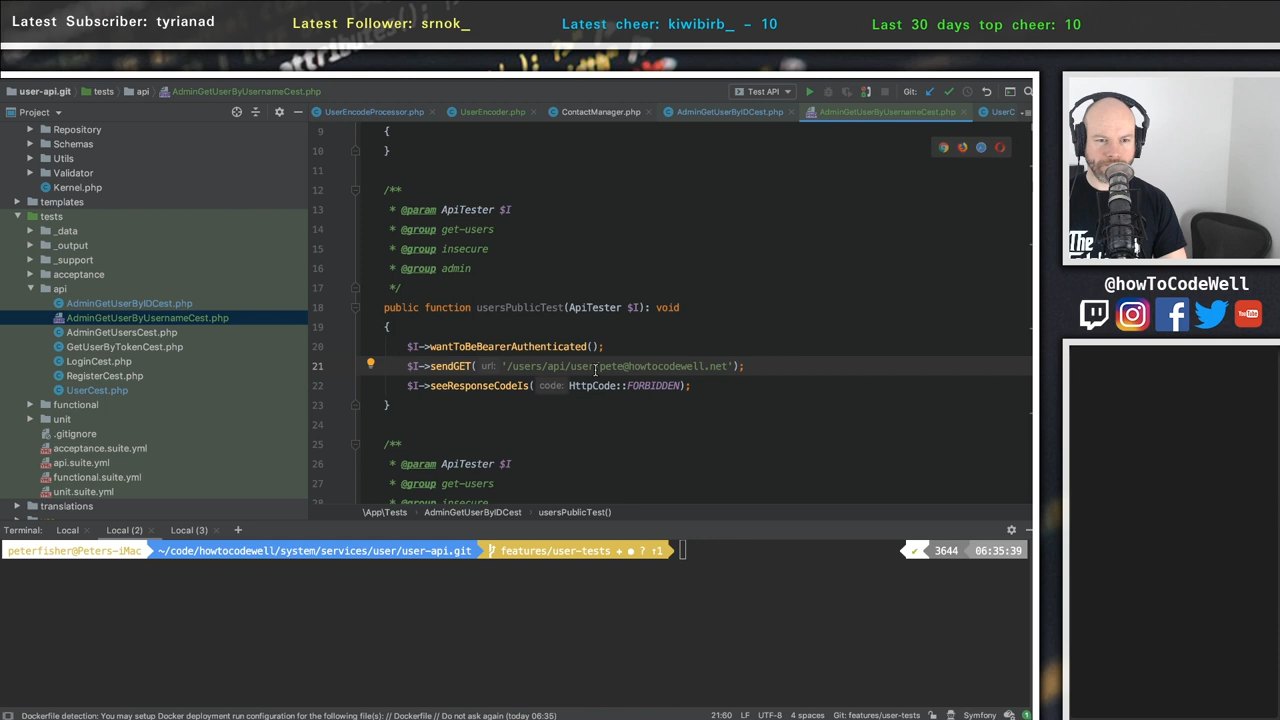 Latest Subscriber: tyrianad
Latest Follower: srnok_
Latest cheer: kiwibirb_ - 10
Last 30 days top cheer: 10
user-api.git
tests
api
AdminGetUserByUsernameCest.php
Test API
Git:
Project
UserEncodeProcessor.php
UserEncoder.php
ContactManager.php
AdminGetUserByIDCest.php
AdminGetUserByUsernameCest.php
UserC
Repository
Schemas
Utils
Validator
Kernel.php
templates
tests
_data
_output
_support
acceptance
api
AdminGetUserByIDCest.php
AdminGetUserByUsernameCest.php
AdminGetUsersCest.php
GetUserByTokenCest.php
LoginCest.php
RegisterCest.php
UserCest.php
functional
unit
.gitignore
acceptance.suite.yml
api.suite.yml
functional.suite.yml
unit.suite.yml
translations
9 {
10 }
11
12 /**
13 * @param ApiTester $I
14 * @group get-users
15 * @group insecure
16 * @group admin
17 */
18 public function usersPublicTest(ApiTester $I): void
19 {
20 $I->wantToBeBearerAuthenticated();
21 $I->sendGET( url: '/users/api/user/pete@howtocodewell.net');
22 $I->seeResponseCodeIs( code: HttpCode::FORBIDDEN);
23 }
24
25 /**
26 * @param ApiTester $I
27 * @group get-users
28 * @group insecure
\App\Tests
AdminGetUserByIDCest
usersPublicTest()
Terminal:
Local
Local (2)
Local (3)
peterfisher@Peters-iMac ~/code/howtocodewell/system/services/user/user-api.git features/user-tests + ● ? ↑1 ✔ 3644 06:35:39
Dockerfile detection: You may setup Docker deployment run configuration for the following file(s): // Dockerfile // Do not ask again (today 06:35)
21:60 LF UTF-8 4 spaces Git: features/user-tests Symfony
The
@howToCodeWell
You
Tube